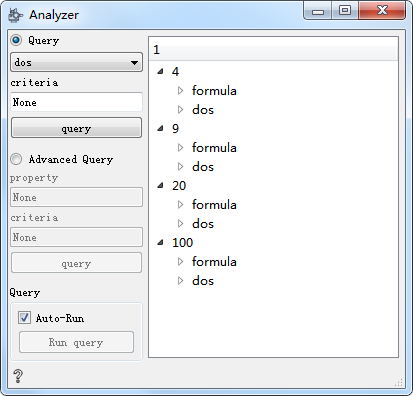 Analyzer
Query
dos
criteria
None
query
Advanced Query
property
None
criteria
None
query
Query
Auto-Run
Run query
?
1
4
formula
dos
9
formula
dos
20
formula
dos
100
formula
dos